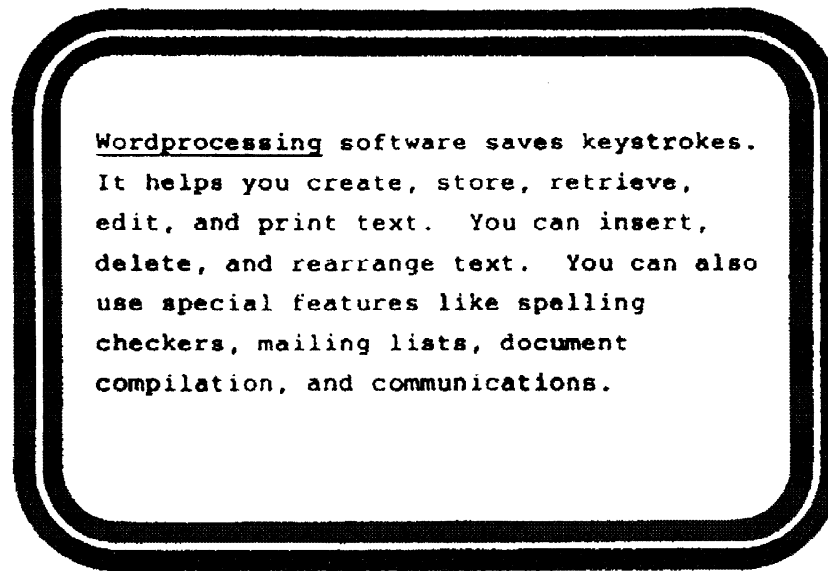 Wordprocessing software saves keystrokes.
It helps you create, store, retrieve,
edit, and print text.  You can insert,
delete, and rearrange text.  You can also
use special features like spelling
checkers, mailing lists, document
compilation, and communications.